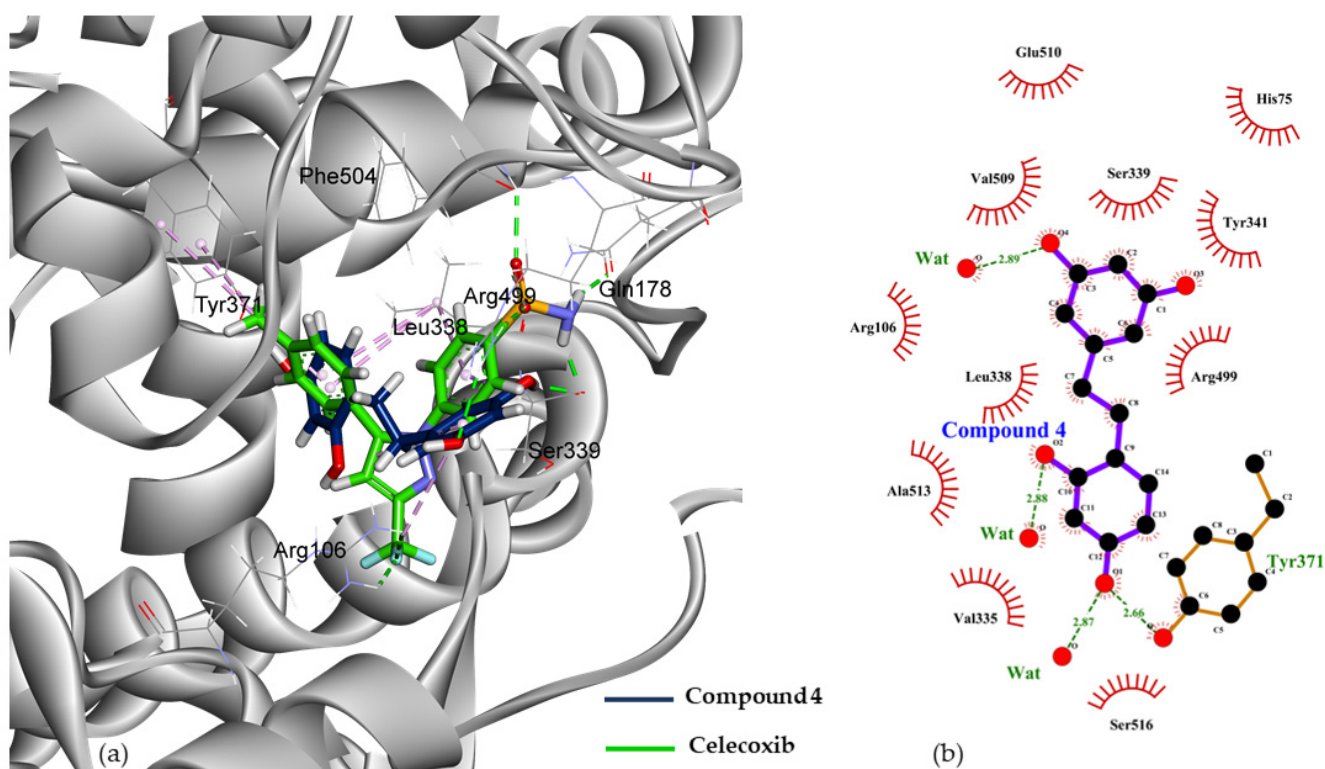 Phe504
Tyr371
Arg499
Gln178
Leu338
Ser339
Arg106
Compound 4
Celecoxib
(a)
Glu510
His75
Val509
Ser339
Tyr341
O4
C2
O3
Wat
O
2.89
C3
C1
C4
C6
Arg106
C5
Arg499
Leu338
C7
C8
Compound 4
O2
C9
C1
C10
C14
C2
Ala513
2.88
C11
C13
C8
C3
Wat
O
C12
C7
C4
Tyr371
O1
C6
C5
Val335
2.87
2.66
O
Wat
O
Ser516
(b)